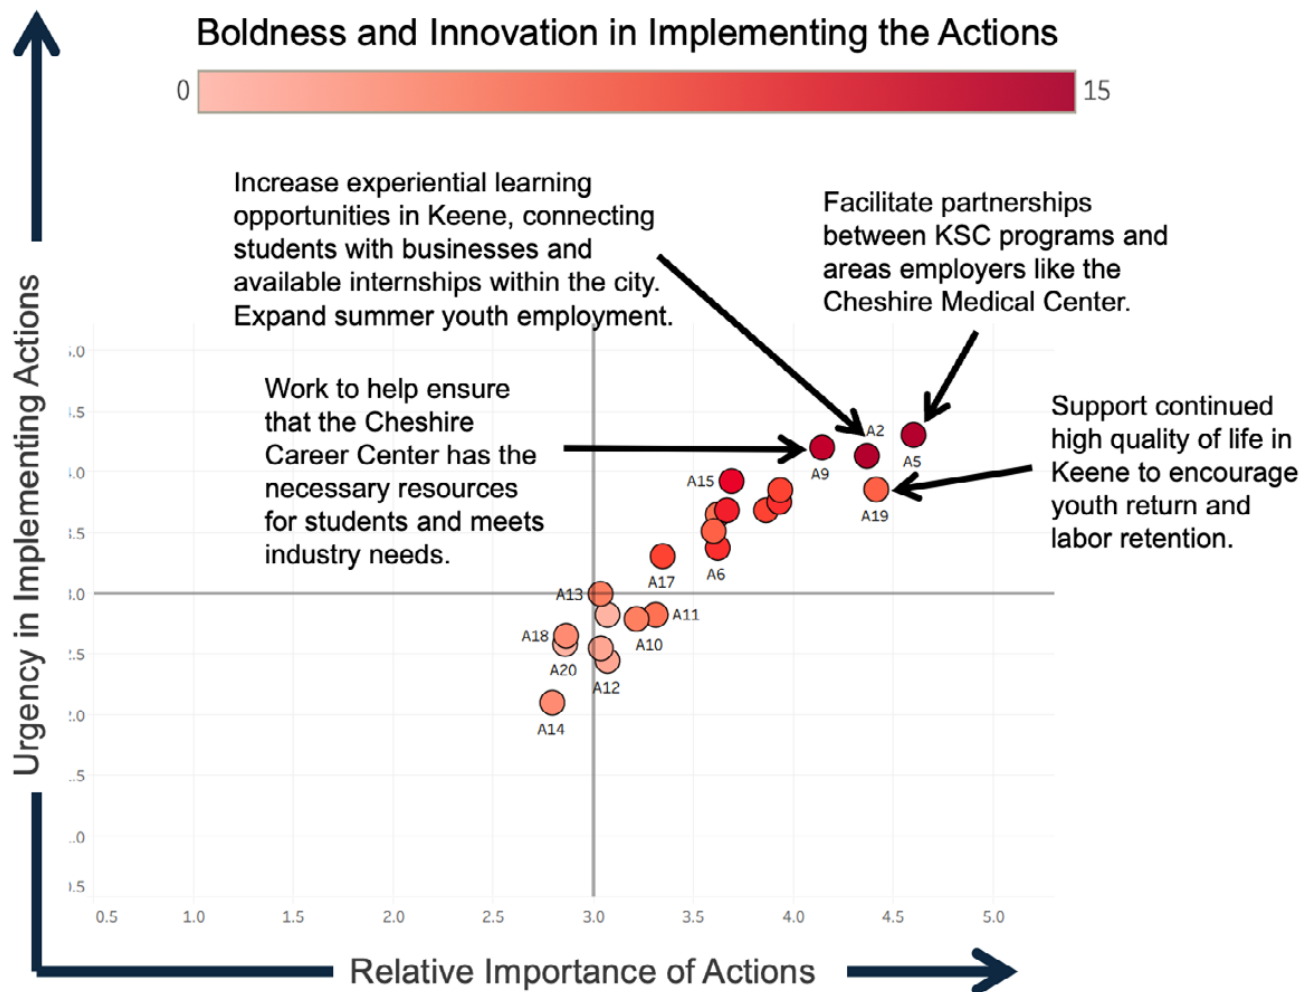 Boldness and Innovation in Implementing the Actions
0
15
Increase experiential learning
opportunities in Keene, connecting
students with businesses and
available internships within the city.
Expand summer youth employment.
Facilitate partnerships
between KSC programs and
areas employers like the
Cheshire Medical Center.
Work to help ensure
that the Cheshire
Career Center has the
necessary resources
for students and meets
industry needs.
Support continued
high quality of life in
Keene to encourage
youth return and
labor retention.
Urgency in Implementing Actions
A2
A5
A9
A19
A15
A6
A17
A13
A11
A10
A18
A20
A12
A14
0.5
1.0
1.5
2.0
2.5
3.0
3.5
4.0
4.5
5.0
Relative Importance of Actions